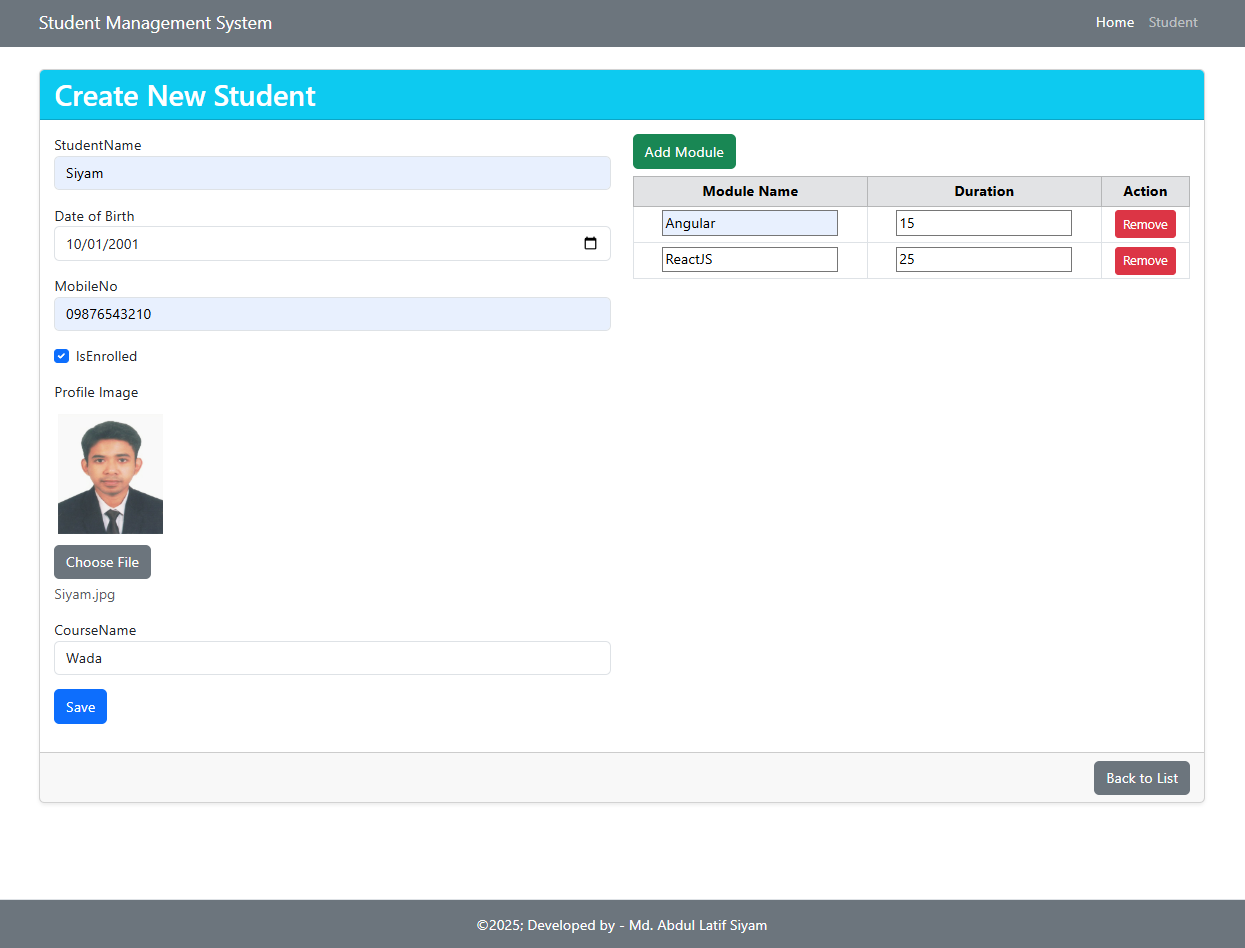 Student Management System
Home Student
Create New Student
StudentName
Siyam
Date of Birth
10/01/2001
MobileNo
09876543210
IsEnrolled
Profile Image
Choose File
Siyam.jpg
CourseName
Wada
Save
Add Module
Module Name Duration Action
Angular 15 Remove
ReactJS 25 Remove
Back to List
©2025; Developed by - Md. Abdul Latif Siyam